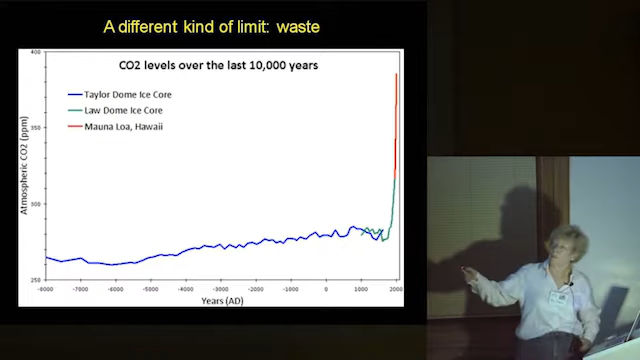 A different kind of limit: waste
CO2 levels over the last 10,000 years
Taylor Dome Ice Core
Law Dome Ice Core
Mauna Loa, Hawaii
Atmospheric CO2 (ppm)
400
350
300
250
-8000 -7000 -6000 -5000 -4000 -3000 -2000 -1000 0 1000 2000
Years (AD)